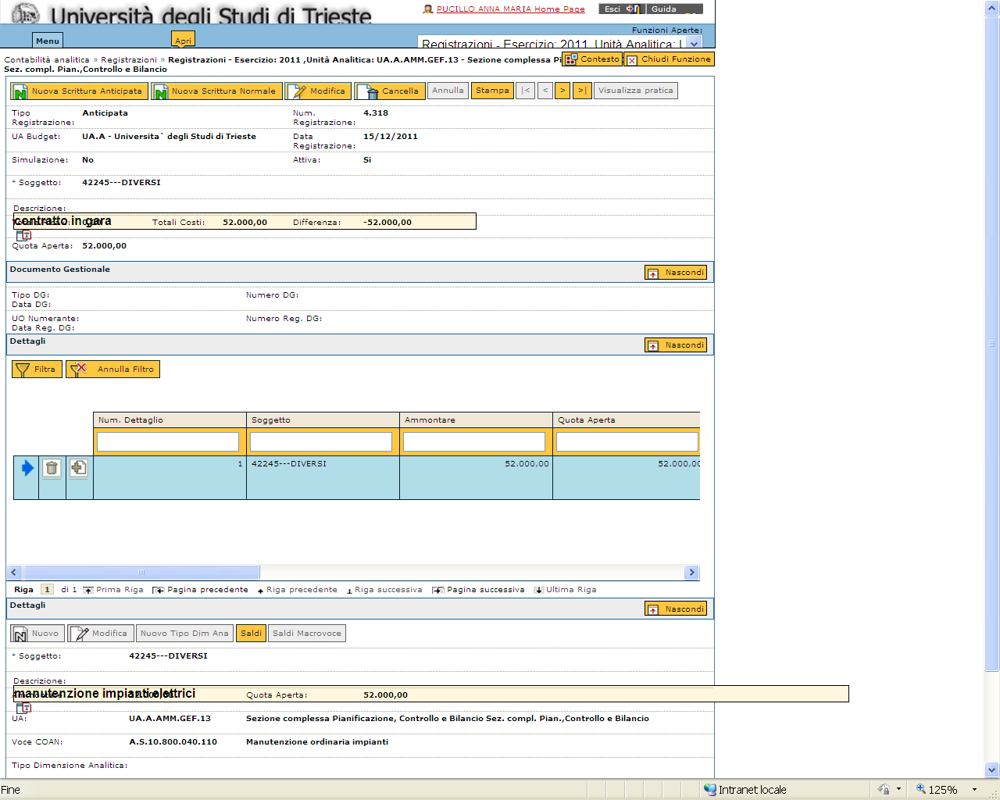 Università degli Studi di Trieste
PUCILLO ANNA MARIA Home Page
Esci
Guida
Menu
Apri
Funzioni Aperte:
Registrazioni - Esercizio: 2011, Unità Analitica:
Contabilità analitica » Registrazioni » Registrazioni - Esercizio: 2011 ,Unità Analitica: UA.A.AMM.GEF.13 - Sezione complessa
Sez. compl. Pian.,Controllo e Bilancio
Contesto
Chiudi Funzione
Nuova Scrittura Anticipata
Nuova Scrittura Normale
Modifica
Cancella
Annulla
Stampa
|<
<
>
>|
Visualizza pratica
Tipo Registrazione: Anticipata
Num. Registrazione: 4.318
UA Budget: UA.A - Universita` degli Studi di Trieste
Data Registrazione: 15/12/2011
Simulazione: No
Attiva: Si
* Soggetto: 42245---DIVERSI
Descrizione:
contratto in gara
Totali Costi: 52.000,00
Differenza: -52.000,00
Quota Aperta: 52.000,00
Documento Gestionale
Nascondi
Tipo DG:
Numero DG:
Data DG:
UO Numerante:
Numero Reg. DG:
Data Reg. DG:
Dettagli
Nascondi
Filtra
Annulla Filtro
Num. Dettaglio Soggetto Ammontare Quota Aperta
1 42245---DIVERSI 52.000,00 52.000,00
Riga 1 di 1 Prima Riga Pagina precedente Riga precedente Riga successiva Pagina successiva Ultima Riga
Dettagli
Nascondi
Nuovo
Modifica
Nuovo Tipo Dim Ana
Saldi
Saldi Macrovoce
* Soggetto: 42245---DIVERSI
Descrizione:
manutenzione impianti elettrici
Quota Aperta: 52.000,00
UA: UA.A.AMM.GEF.13 Sezione complessa Pianificazione, Controllo e Bilancio Sez. compl. Pian.,Controllo e Bilancio
Voce COAN: A.S.10.800.040.110 Manutenzione ordinaria impianti
Tipo Dimensione Analitica:
Fine
Intranet locale
125%